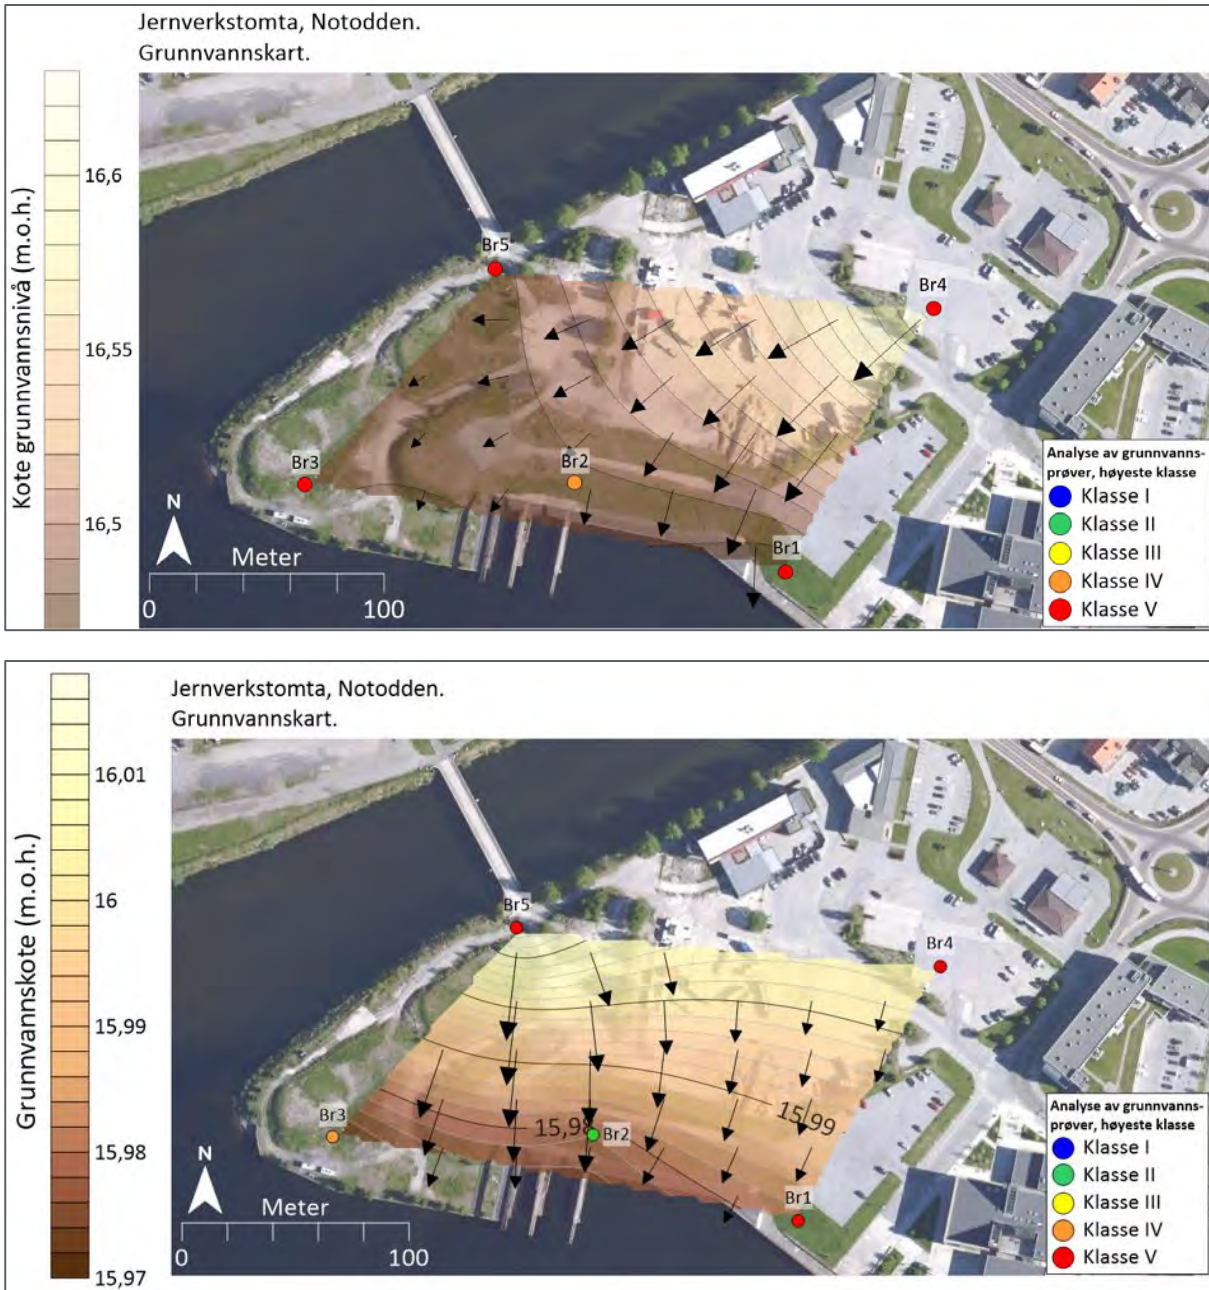 Jernverkstomta, Notodden.
Grunnvannskart.
Kote grunnvannsnivå (m.o.h.)
16,6
16,55
16,5
Br5
Br4
Br3
Br2
Br1
N
Meter
0 100
Analyse av grunnvanns-
prøver, høyeste klasse
Klasse I
Klasse II
Klasse III
Klasse IV
Klasse V
Jernverkstomta, Notodden.
Grunnvannskart.
Grunnvannskote (m.o.h.)
16,01
16
15,99
15,98
15,97
Br5
Br4
15,99
15,98
Br3
Br2
Br1
N
Meter
0 100
Analyse av grunnvanns-
prøver, høyeste klasse
Klasse I
Klasse II
Klasse III
Klasse IV
Klasse V